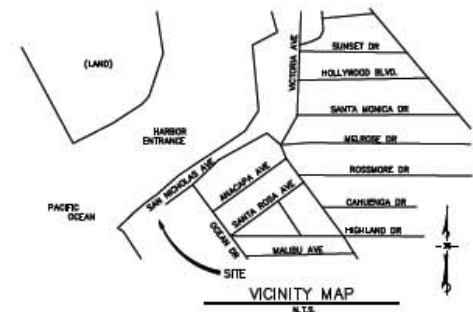 (LAND)
VICTORIA AVE
SUNSET DR
HOLLYWOOD BLVD.
SANTA MONICA DR
HARBOR
ENTRANCE
MELROSE DR
SAN NICHOLAS AVE
ANACAPA AVE
ROSSMORE DR
SANTA ROSA AVE
PACIFIC
OCEAN
CAHUENGA DR
OCEAN DR
HIGHLAND DR
MALIBU AVE
SITE
VICINITY MAP
N.T.S.